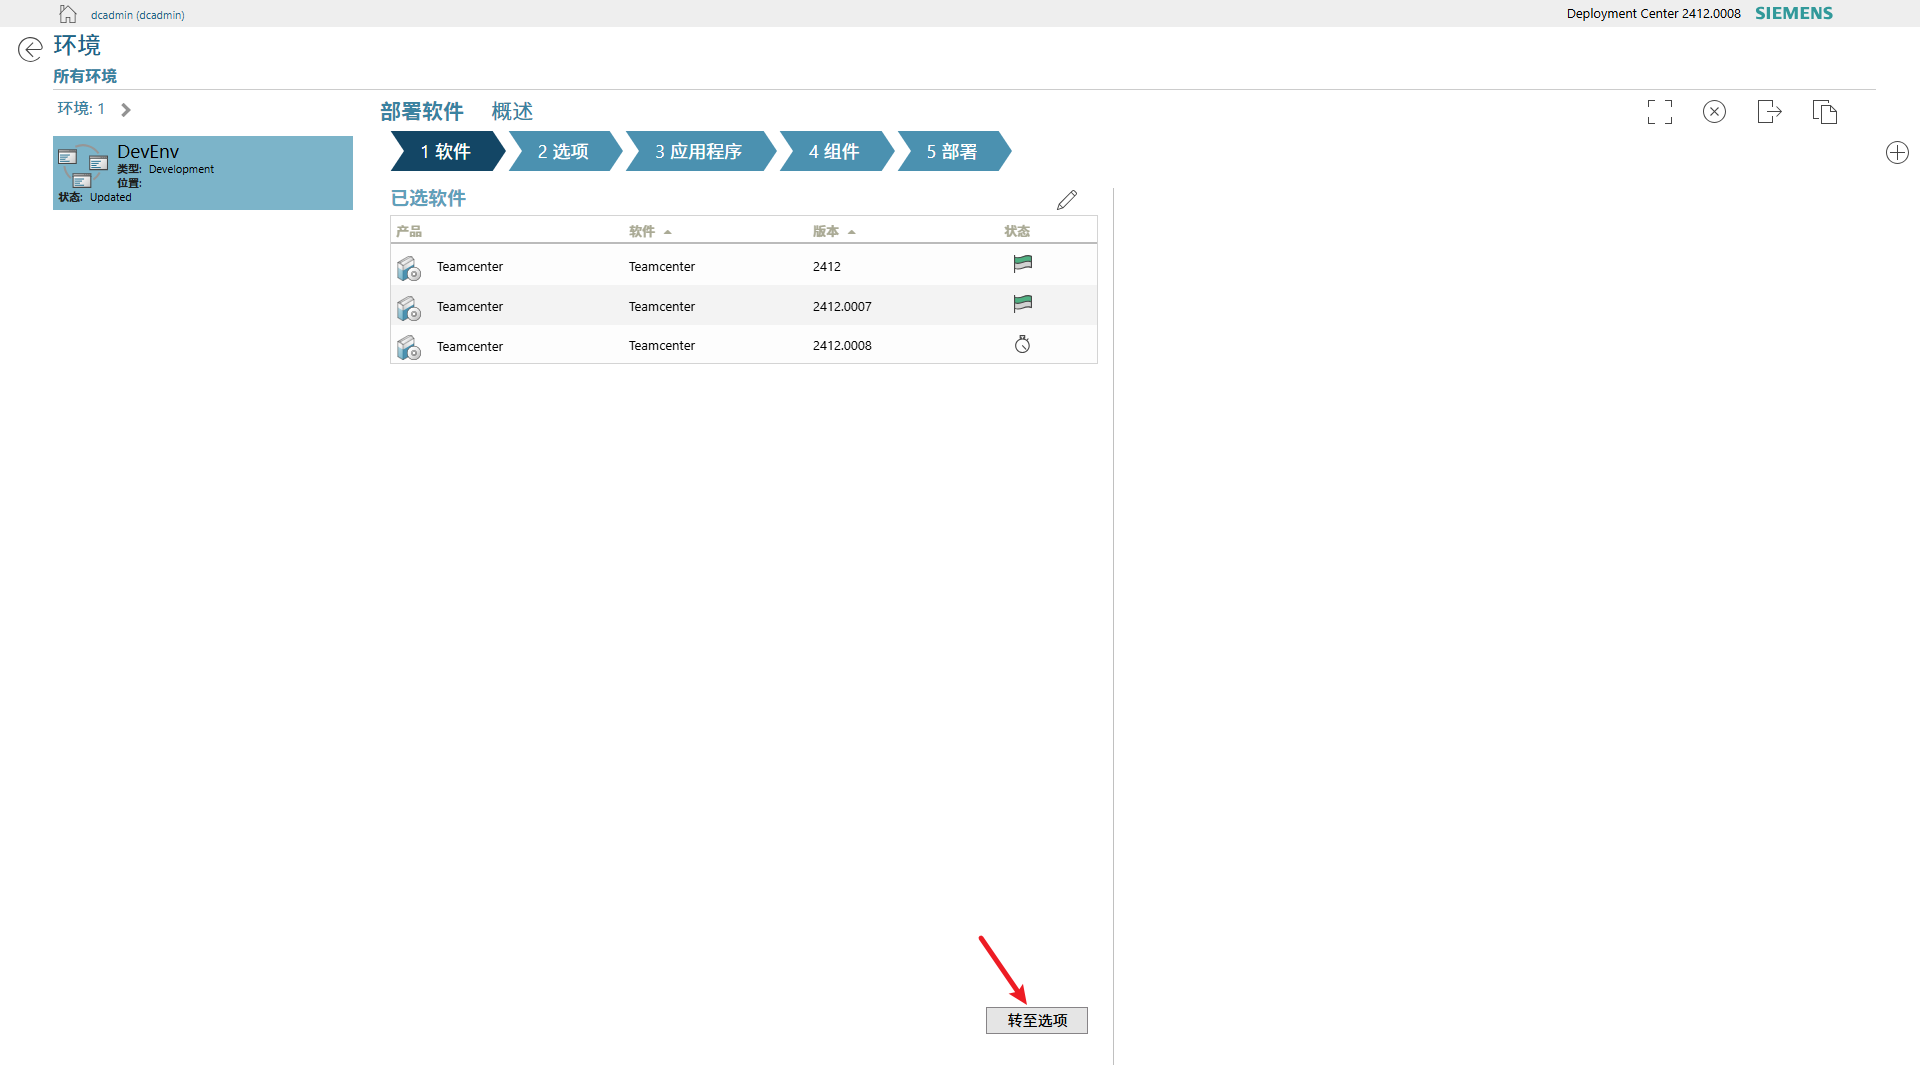 dcadmin (dcadmin)
Deployment Center 2412.0008 SIEMENS
环境
所有环境
环境: 1
部署软件 概述
1 软件 2 选项 3 应用程序 4 组件 5 部署
DevEnv
类型: Development
位置:
状态: Updated
已选软件
产品 软件 版本 状态
Teamcenter Teamcenter 2412
Teamcenter Teamcenter 2412.0007
Teamcenter Teamcenter 2412.0008
转至选项